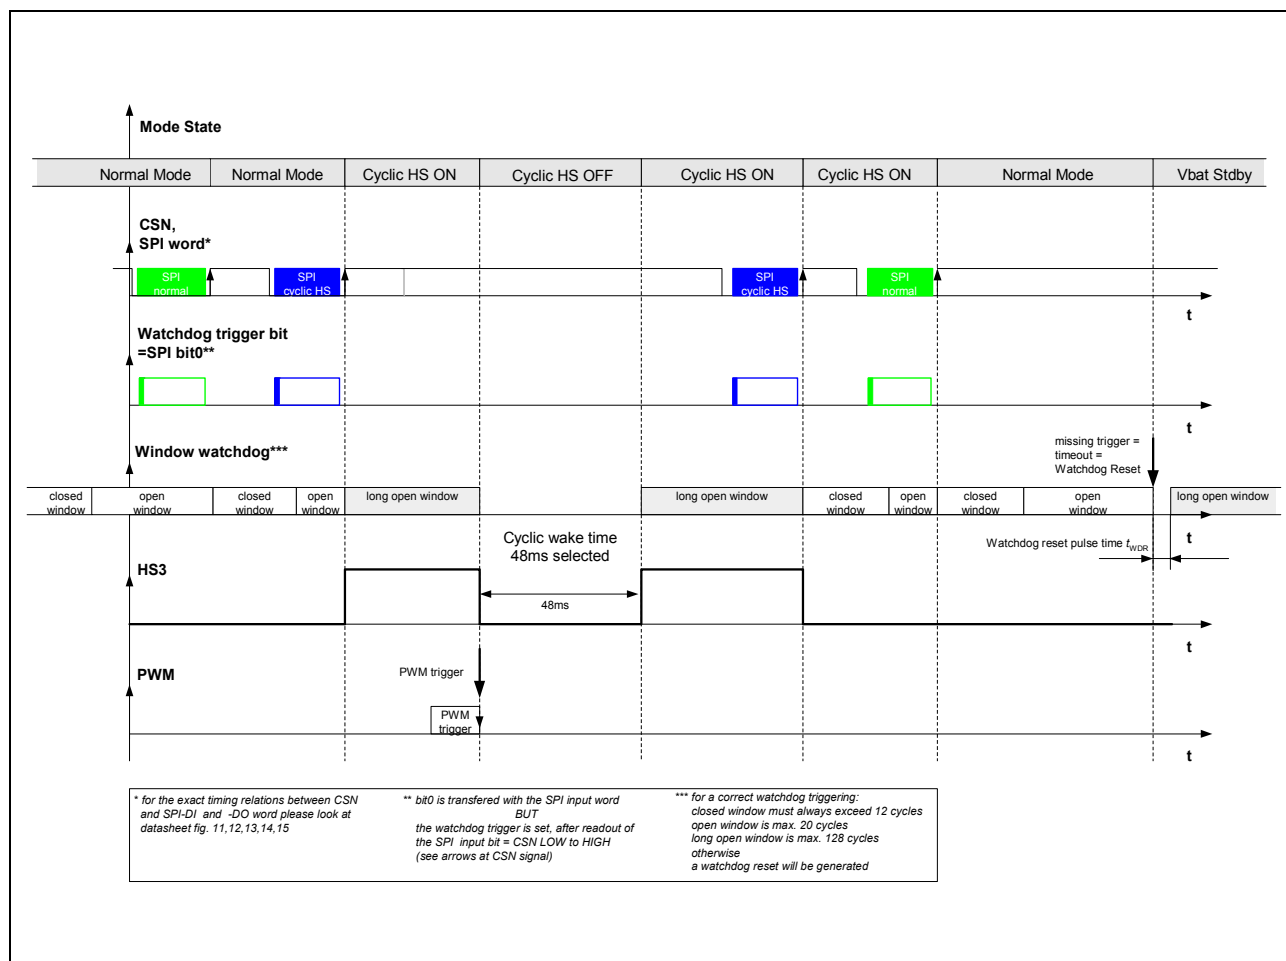 Mode State
Normal Mode
Normal Mode
Cyclic HS ON
Cyclic HS OFF
Cyclic HS ON
Cyclic HS ON
Normal Mode
Vbat Stdby
CSN,
SPI word*
SPI
normal
SPI
cyclic HS
SPI
cyclic HS
SPI
normal
t
Watchdog trigger bit
=SPI bit0**
t
Window watchdog***
missing trigger =
timeout =
Watchdog Reset
closed
window
open
window
closed
window
open
window
long open window
long open window
closed
window
open
window
closed
window
open
window
long open window
t
Cyclic wake time
48ms selected
Watchdog reset pulse time tWDR
HS3
48ms
t
PWM
PWM trigger
PWM
trigger
t
* for the exact timing relations between CSN
and SPI-DI and -DO word please look at
datasheet fig. 11,12,13,14,15
** bit0 is transfered with the SPI input word
BUT
the watchdog trigger is set, after readout of
the SPI input bit = CSN LOW to HIGH
(see arrows at CSN signal)
*** for a correct watchdog triggering:
closed window must always exceed 12 cycles
open window is max. 20 cycles
long open window is max. 128 cycles
otherwise
a watchdog reset will be generated